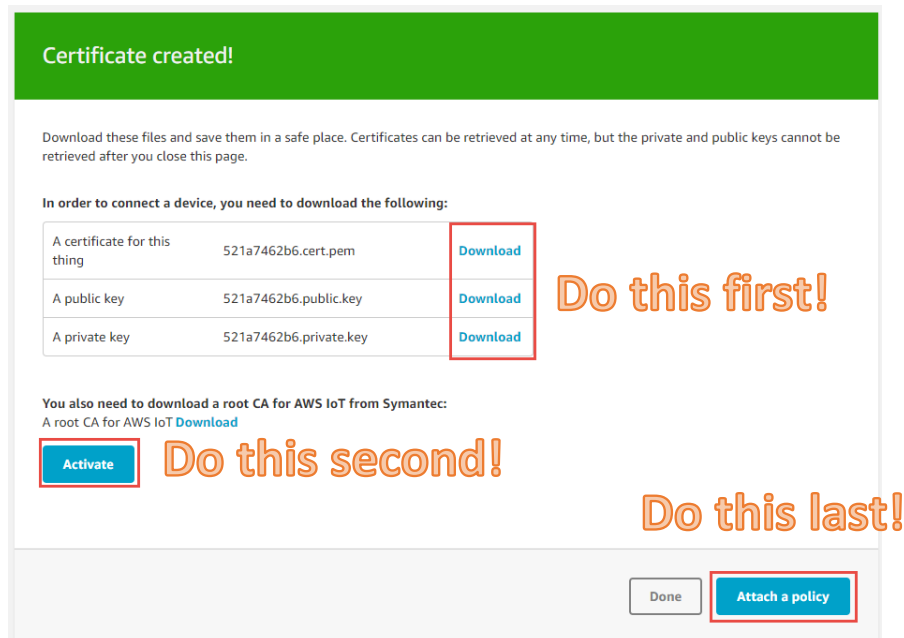 Certificate created!
Download these files and save them in a safe place. Certificates can be retrieved at any time, but the private and public keys cannot be
retrieved after you close this page.
In order to connect a device, you need to download the following:
A certificate for this
thing
521a7462b6.cert.pem
Download
A public key
521a7462b6.public.key
Download
A private key
521a7462b6.private.key
Download
Do this first!
You also need to download a root CA for AWS IoT from Symantec:
A root CA for AWS IoT Download
Activate
Do this second!
Do this last!
Done
Attach a policy